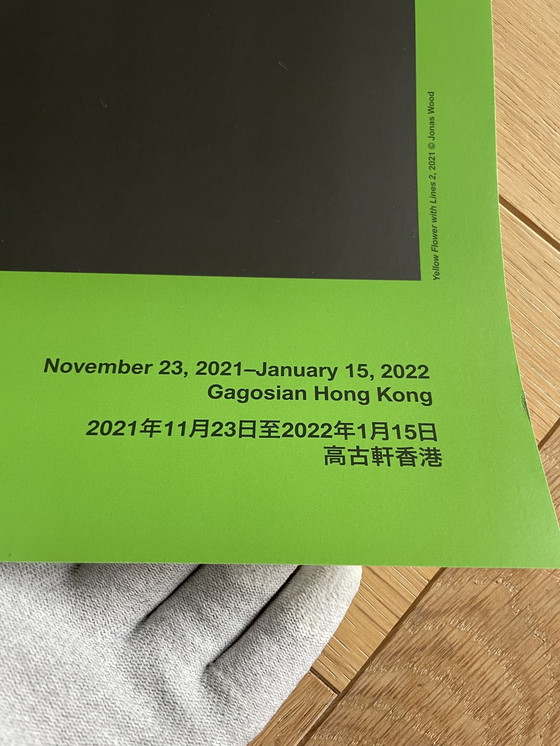 Yellow Flower with Lines 2, 2021 © Jonas Wood
November 23, 2021–January 15, 2022
Gagosian Hong Kong
2021年11月23日至2022年1月15日
高古軒香港